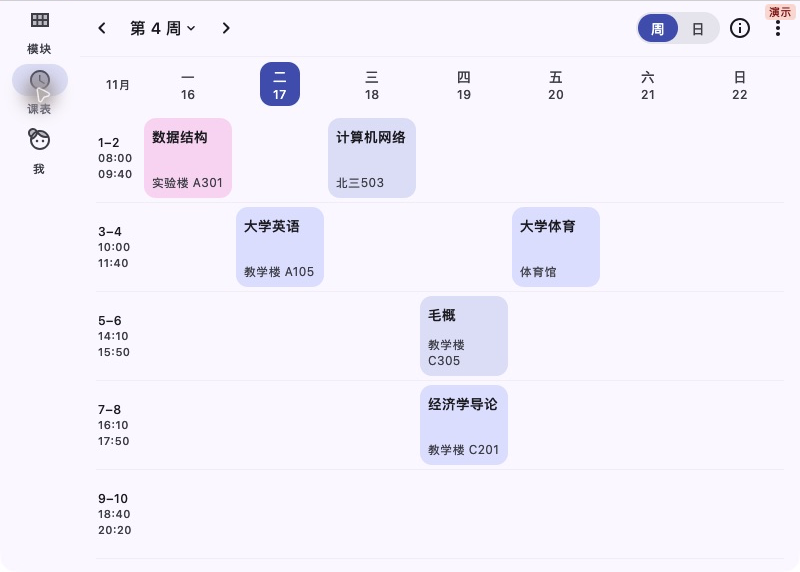 模块
课表
我
第 4 周
周
日
演示
11月
一
16
二
17
三
18
四
19
五
20
六
21
日
22
1–2
08:00
09:40
数据结构
实验楼 A301
计算机网络
北三503
3–4
10:00
11:40
大学英语
教学楼 A105
大学体育
体育馆
5–6
14:10
15:50
毛概
教学楼
C305
7–8
16:10
17:50
经济学导论
教学楼 C201
9–10
18:40
20:20